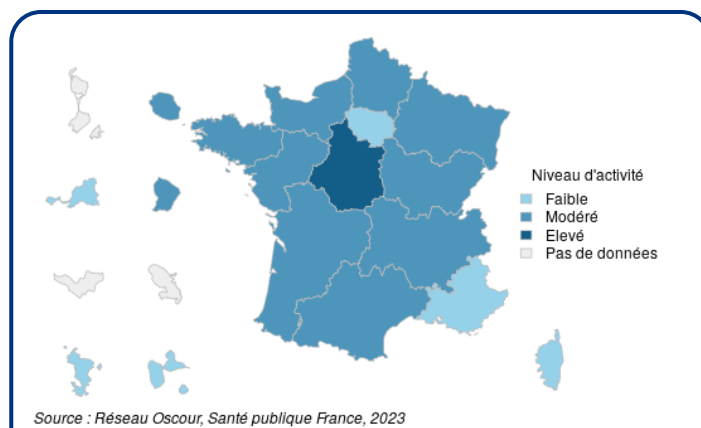 Niveau d'activité
Faible
Modéré
Elevé
Pas de données
Source : Réseau Oscour, Santé publique France, 2023